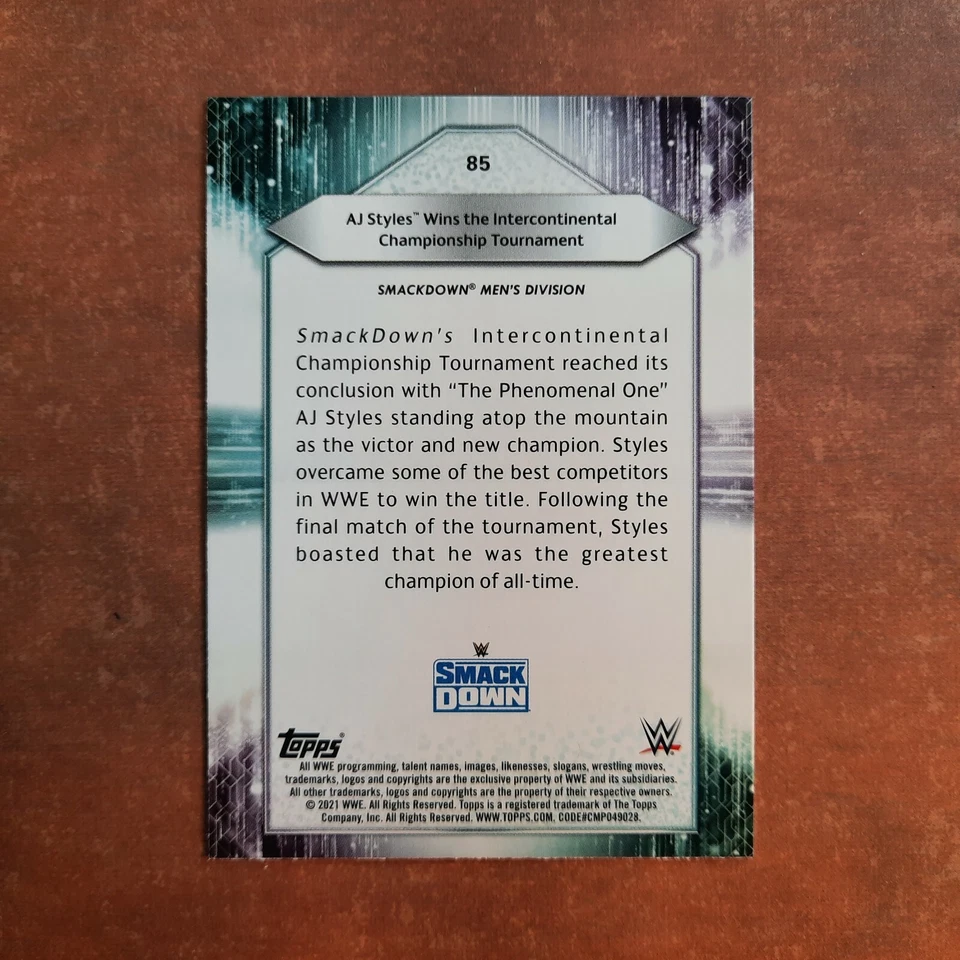 85
AJ Styles™ Wins the Intercontinental
Championship Tournament
SMACKDOWN® MEN'S DIVISION
SmackDown's Intercontinental
Championship Tournament reached its
conclusion with “The Phenomenal One”
AJ Styles standing atop the mountain
as the victor and new champion. Styles
overcame some of the best competitors
in WWE to win the title. Following the
final match of the tournament, Styles
boasted that he was the greatest
champion of all-time.
W
SMACK
DOWN
topps®
W
All WWE programming, talent names, images, likenesses, slogans, wrestling moves,
trademarks, logos and copyrights are the exclusive property of WWE and its subsidiaries.
All other trademarks, logos and copyrights are the property of their respective owners.
© 2021 WWE. All Rights Reserved. Topps is a registered trademark of The Topps
Company, Inc. All Rights Reserved. WWW.TOPPS.COM. CODE#CMP049028.